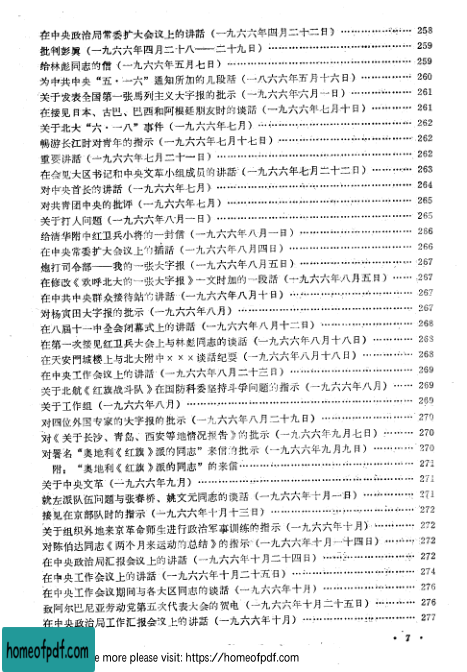 在中央政治局常委扩大会议上的讲话（一九六六年四月二十二日） 258
批判彭真（一九六六年四月二十八——二十九日） 259
给林彪同志的信（一九六六年五月七日） 259
为中共中央“五·一六”通知所加的几段话（一八六六年五月十六日） 260
关于发表全国第一张马列主义大字报的批示（一九六六年六月一日） 261
在接见日本、古巴、巴西和阿根廷朋友时的谈话（一九六六年七月十日） 261
关于北大“六·一八”事件（一九六六年七月） 262
畅游长江时对青年的指示（一九六六年七月十七日） 262
重要讲话（一九六六年七月二十一日） 262
在会见大区书记和中央文革小组成员的讲话（一九六六年七月二十二日） 263
对中央首长的讲话（一九六六年七月） 264
对共青团中央的批评（一九六六年七月） 265
关于打人问题（一九六六年八月一日） 265
给清华附中红卫兵小将的一封信（一九六六年八月一日） 266
在中央常委扩大会议上的插话（一九六六年八月四日） 266
炮打司令部——我的一张大字报（一九六六年八月五日） 267
在修改《欢呼北大的一张大字报》一文时加的一段话（一九六六年八月五日） 267
在中共中央群众接待站的讲话（一九六六年八月十日） 267
对杨寅田大字报的批示（一九六六年八月） 267
在八届十一中全会闭幕式上的讲话（一九六六年八月十二日） 268
在第一次接见红卫兵大会上与林彪同志的谈话（一九六六年八月十八日） 268
在天安门城楼上与北大附中×××谈话纪要（一九六六年八月十八日） 268
在中央工作会议上的讲话（一九六六年八月二十三日） 269
关于北航《红旗战斗队》在国防科委坚持斗争问题的指示（一九六六年八月） 269
关于工作组（一九六六年八月） 269
对四位外国专家的大字报的批示（一九六六年八月二十九日） 270
对《关于长沙、青岛、西安等地情况报告》的批示（一九六六年九月七日） 270
对署名“奥地利《红旗》派的同志”来信的批示（一九六六年九月九日） 270
附：“奥地利《红旗》派的同志”的来信 271
关于中央文革（一九六六年九月） 271
就左派队伍问题与张春桥、姚文元同志的谈话（一九六六年十月一日） 271
接见在京部队时的指示（一九六六年十月十三日） 272
关于组织外地来京革命师生进行政治军事训练的指示（一九六六年十月） 272
对陈伯达同志《两个月来运动的总结》的指示（一九六六年十月二十四日） 272
在中央政治局汇报会议上的讲话（一九六六年十月二十四日） 272
在中央工作会议上的讲话（一九六六年十月二十五日） 274
在中央工作会议期间与各大区同志的谈话（一九六六年十月） 276
致阿尔巴尼亚劳动党第五次代表大会的贺电（一九六六年十月二十五日） 276
在中央政治局工作汇报会议上的讲话（一九六六年十月） 277
· 7 ·
homeofpdf.com
e more please visit: https://homeofpdf.com